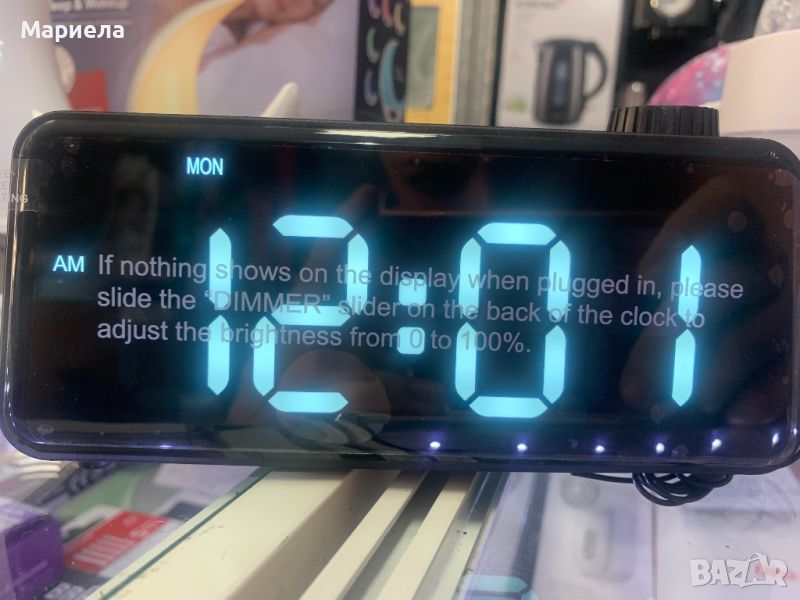 Мариела
MON
AM
12:01
If nothing shows on the display when plugged in, please
slide the “DIMMER” slider on the back of the clock to
adjust the brightness from 0 to 100%.
BAZAR